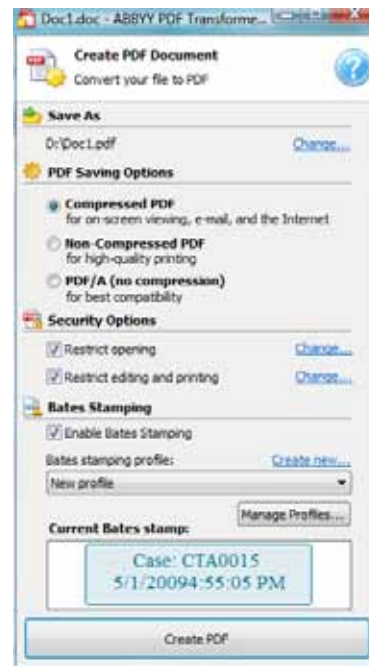 Doc1.doc - ABBYY PDF Transforme...
Create PDF Document
Convert your file to PDF
Save As
D:\Doc1.pdf Change...
PDF Saving Options
Compressed PDF
for on-screen viewing, e-mail, and the Internet
Non-Compressed PDF
for high-quality printing
PDF/A (no compression)
for best compatibility
Security Options
Restrict opening Change...
Restrict editing and printing Change...
Bates Stamping
Enable Bates Stamping
Bates stamping profile: Create new...
New profile
Manage Profiles...
Current Bates stamp:
Case: CTA0015
5/1/20094:55:05 PM
Create PDF